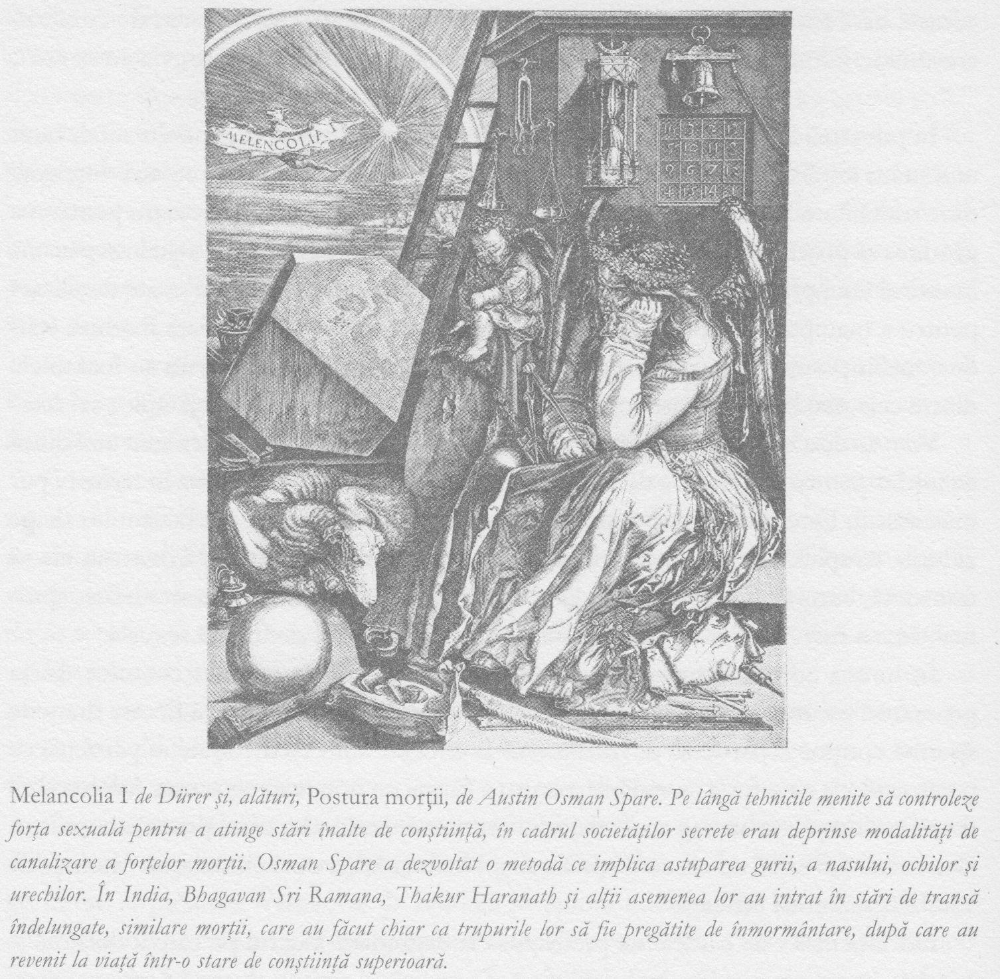 MELENCOLIA I
16 3 2 13
5 10 11 8
9 6 7 12
4 15 14 1
Melancolia I de Dürer și, alături, Postura morții, de Austin Osman Spare. Pe lângă tehnicile menite să controleze
forța sexuală pentru a atinge stări înalte de conștiință, în cadrul societăților secrete erau deprinse modalități de
canalizare a forțelor morții. Osman Spare a dezvoltat o metodă ce implica astuparea gurii, a nasului, ochilor și
urechilor. În India, Bhagavan Sri Ramana, Thakur Haranath și alții asemenea lor au intrat în stări de transă
îndelungate, similare morții, care au făcut chiar ca trupurile lor să fie pregătite de înmormântare, după care au
revenit la viață într-o stare de conștiință superioară.